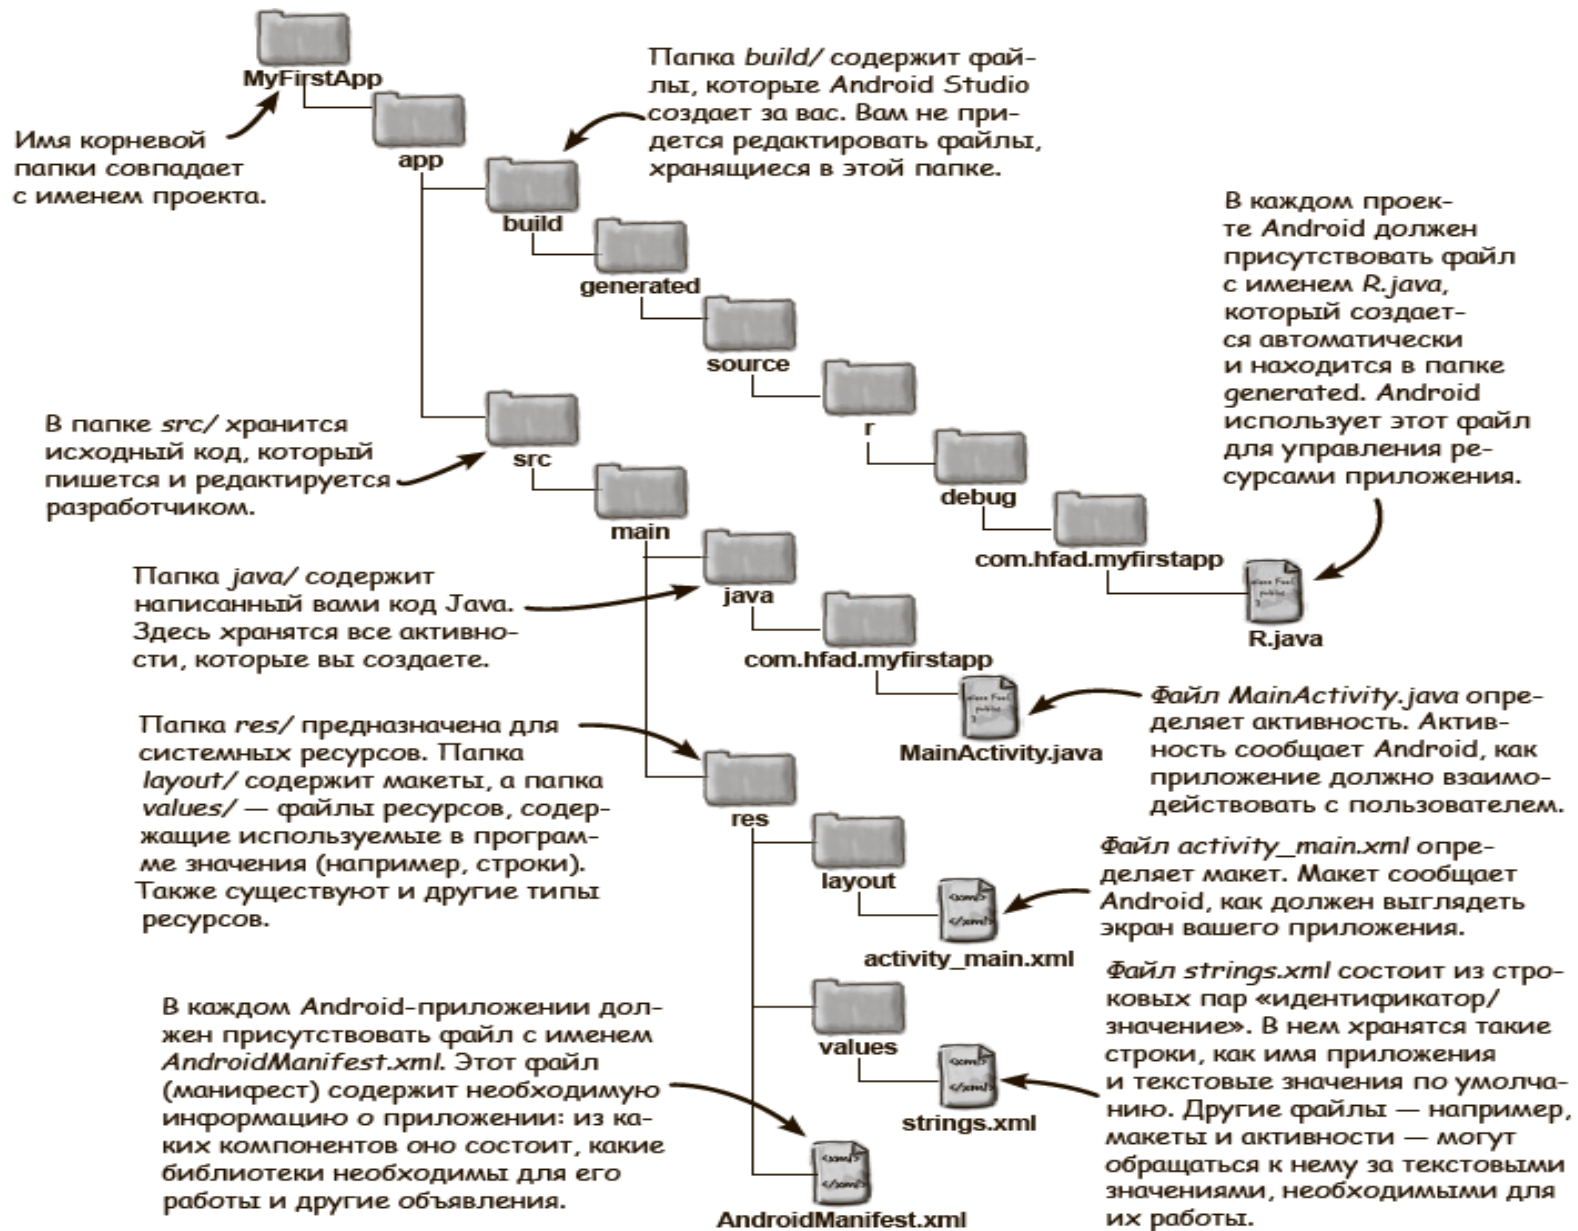 MyFirstApp
Имя корневой
папки совпадает
с именем проекта.
app
Папка build/ содержит фай-
лы, которые Android Studio
создает за вас. Вам не при-
дется редактировать файлы,
хранящиеся в этой папке.
build
generated
source
r
debug
com.hfad.myfirstapp
В каждом проек-
те Android должен
присутствовать файл
с именем R.java,
который создает-
ся автоматически
и находится в папке
generated. Android
использует этот файл
для управления ре-
сурсами приложения.
R.java
В папке src/ хранится
исходный код, который
пишется и редактируется
разработчиком.
src
main
Папка java/ содержит
написанный вами код Java.
Здесь хранятся все активно-
сти, которые вы создаете.
java
com.hfad.myfirstapp
MainActivity.java
Файл MainActivity.java опре-
деляет активность. Актив-
ность сообщает Android, как
приложение должно взаимо-
действовать с пользователем.
Папка res/ предназначена для
системных ресурсов. Папка
layout/ содержит макеты, а папка
values/ — файлы ресурсов, содер-
жащие используемые в програм-
ме значения (например, строки).
Также существуют и другие типы
ресурсов.
res
layout
<xml>
</xml>
activity_main.xml
Файл activity_main.xml опре-
деляет макет. Макет сообщает
Android, как должен выглядеть
экран вашего приложения.
values
<xml>
</xml>
strings.xml
Файл strings.xml состоит из стро-
ковых пар «идентификатор/
значение». В нем хранятся такие
строки, как имя приложения
и текстовые значения по умолча-
нию. Другие файлы — например,
макеты и активности — могут
обращаться к нему за текстовыми
значениями, необходимыми для
их работы.
В каждом Android-приложении дол-
жен присутствовать файл с именем
AndroidManifest.xml. Этот файл
(манифест) содержит необходимую
информацию о приложении: из ка-
ких компонентов оно состоит, какие
библиотеки необходимы для его
работы и другие объявления.
<xml>
</xml>
AndroidManifest.xml